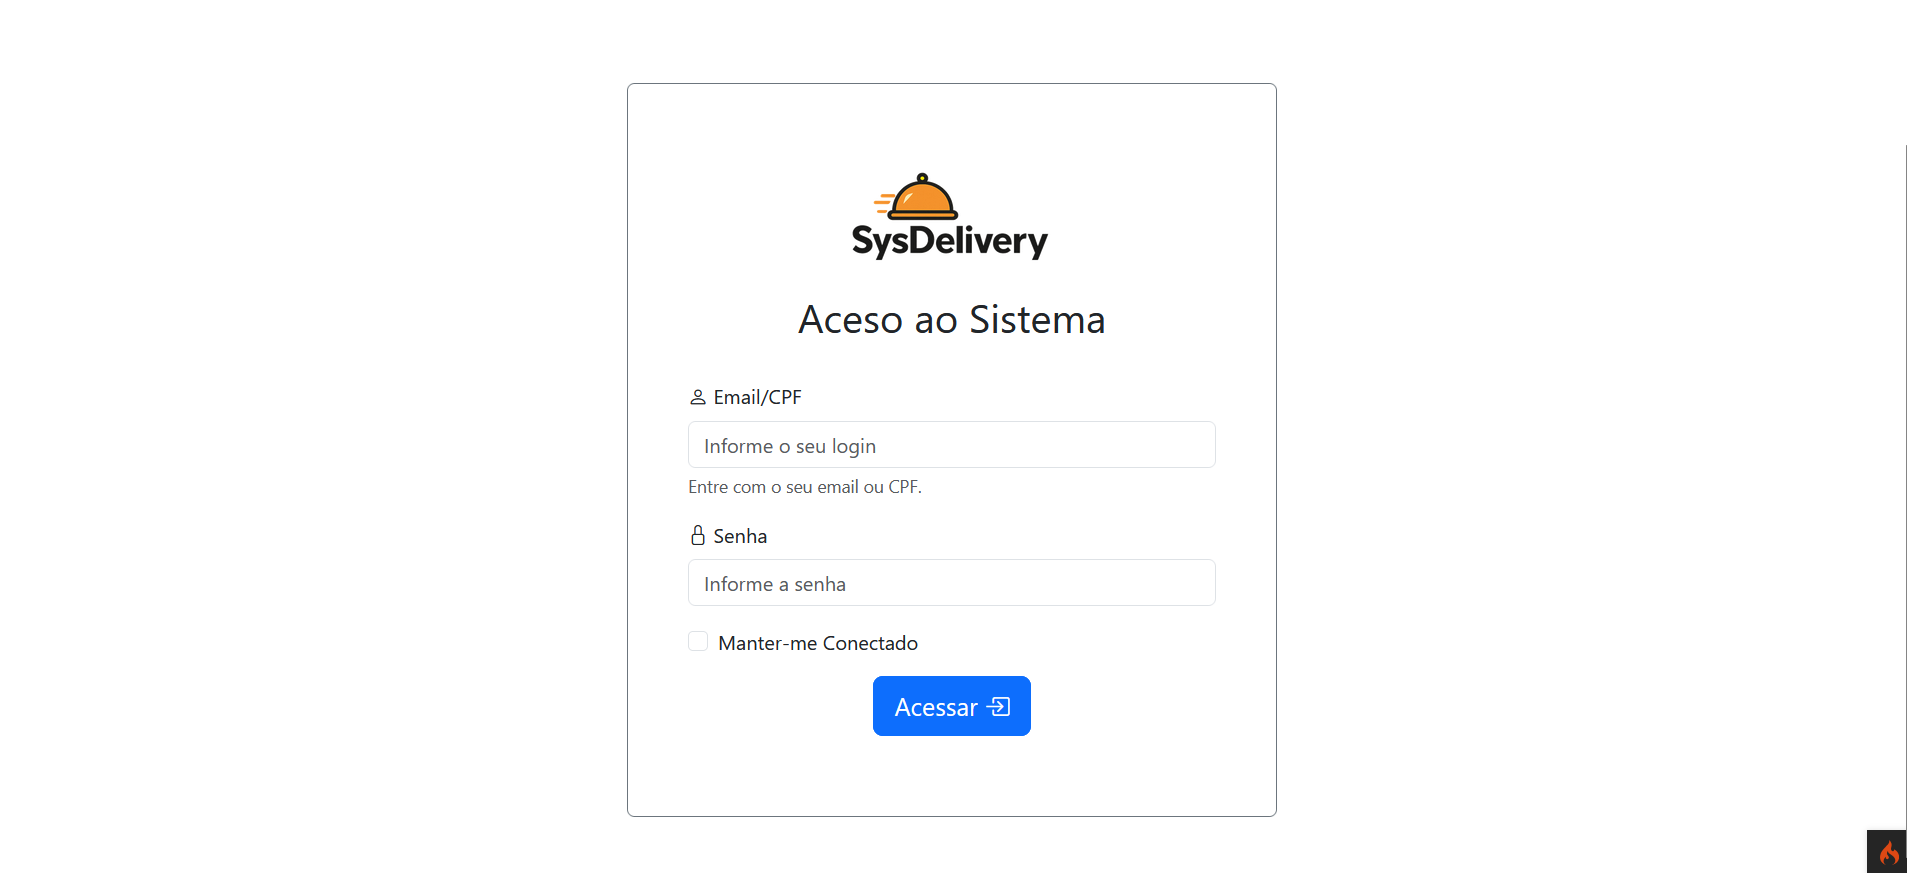 SysDelivery
Aceso ao Sistema
Email/CPF
Informe o seu login
Entre com o seu email ou CPF.
Senha
Informe a senha
Manter-me Conectado
Acessar